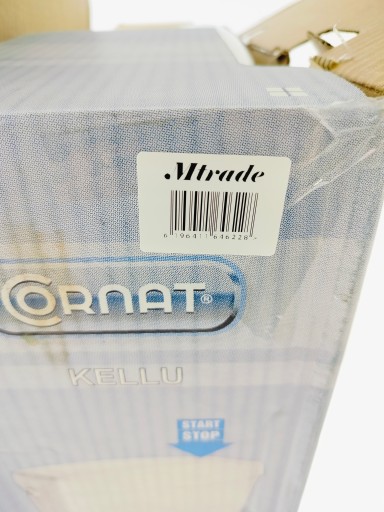 Mtrade
CORNAT®
KELLU
START
STOP